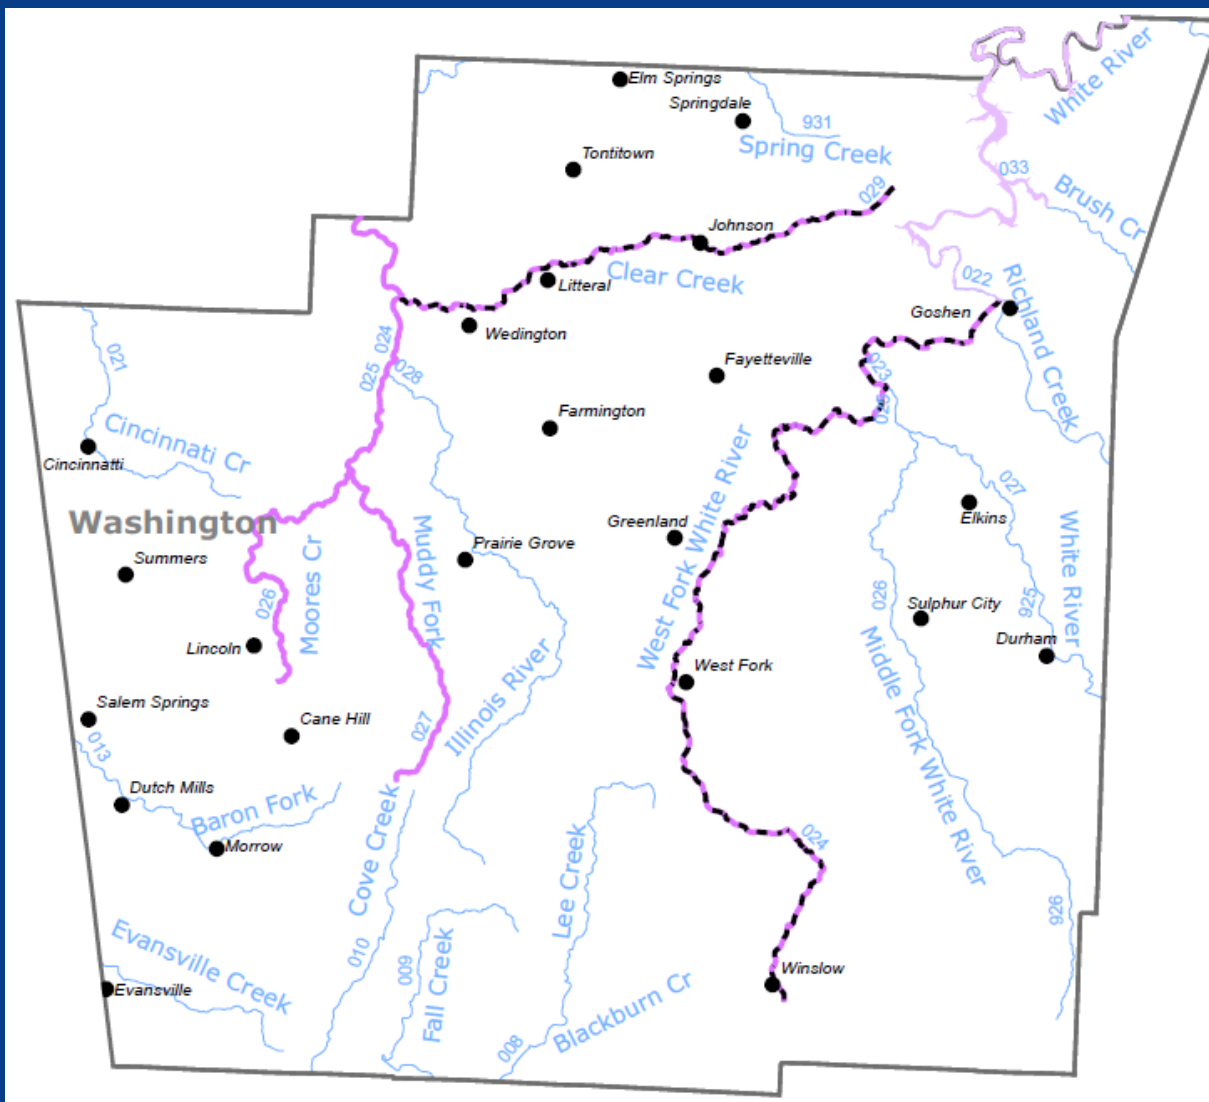 White River
Elm Springs
Springdale
931
Spring Creek
Tontitown
033
029
Brush Cr
Johnson
Clear Creek
022
Litteral
Richland Creek
Goshen
Wedington
024
021
025
028
Fayetteville
023
Farmington
Cincinnati Cr
Cincinnatti
West Fork White River
027
Elkins
Washington
Greenland
Muddy Fork
Moores Cr
Prairie Grove
White River
Summers
026
026
925
Sulphur City
Lincoln
Durham
Middle Fork White River
West Fork
Illinois River
Salem Springs
Cane Hill
027
013
Dutch Mills
Baron Fork
Cove Creek
Morrow
024
Lee Creek
926
Evansville Creek
010
009
Fall Creek
Winslow
Evansville
Blackburn Cr
008